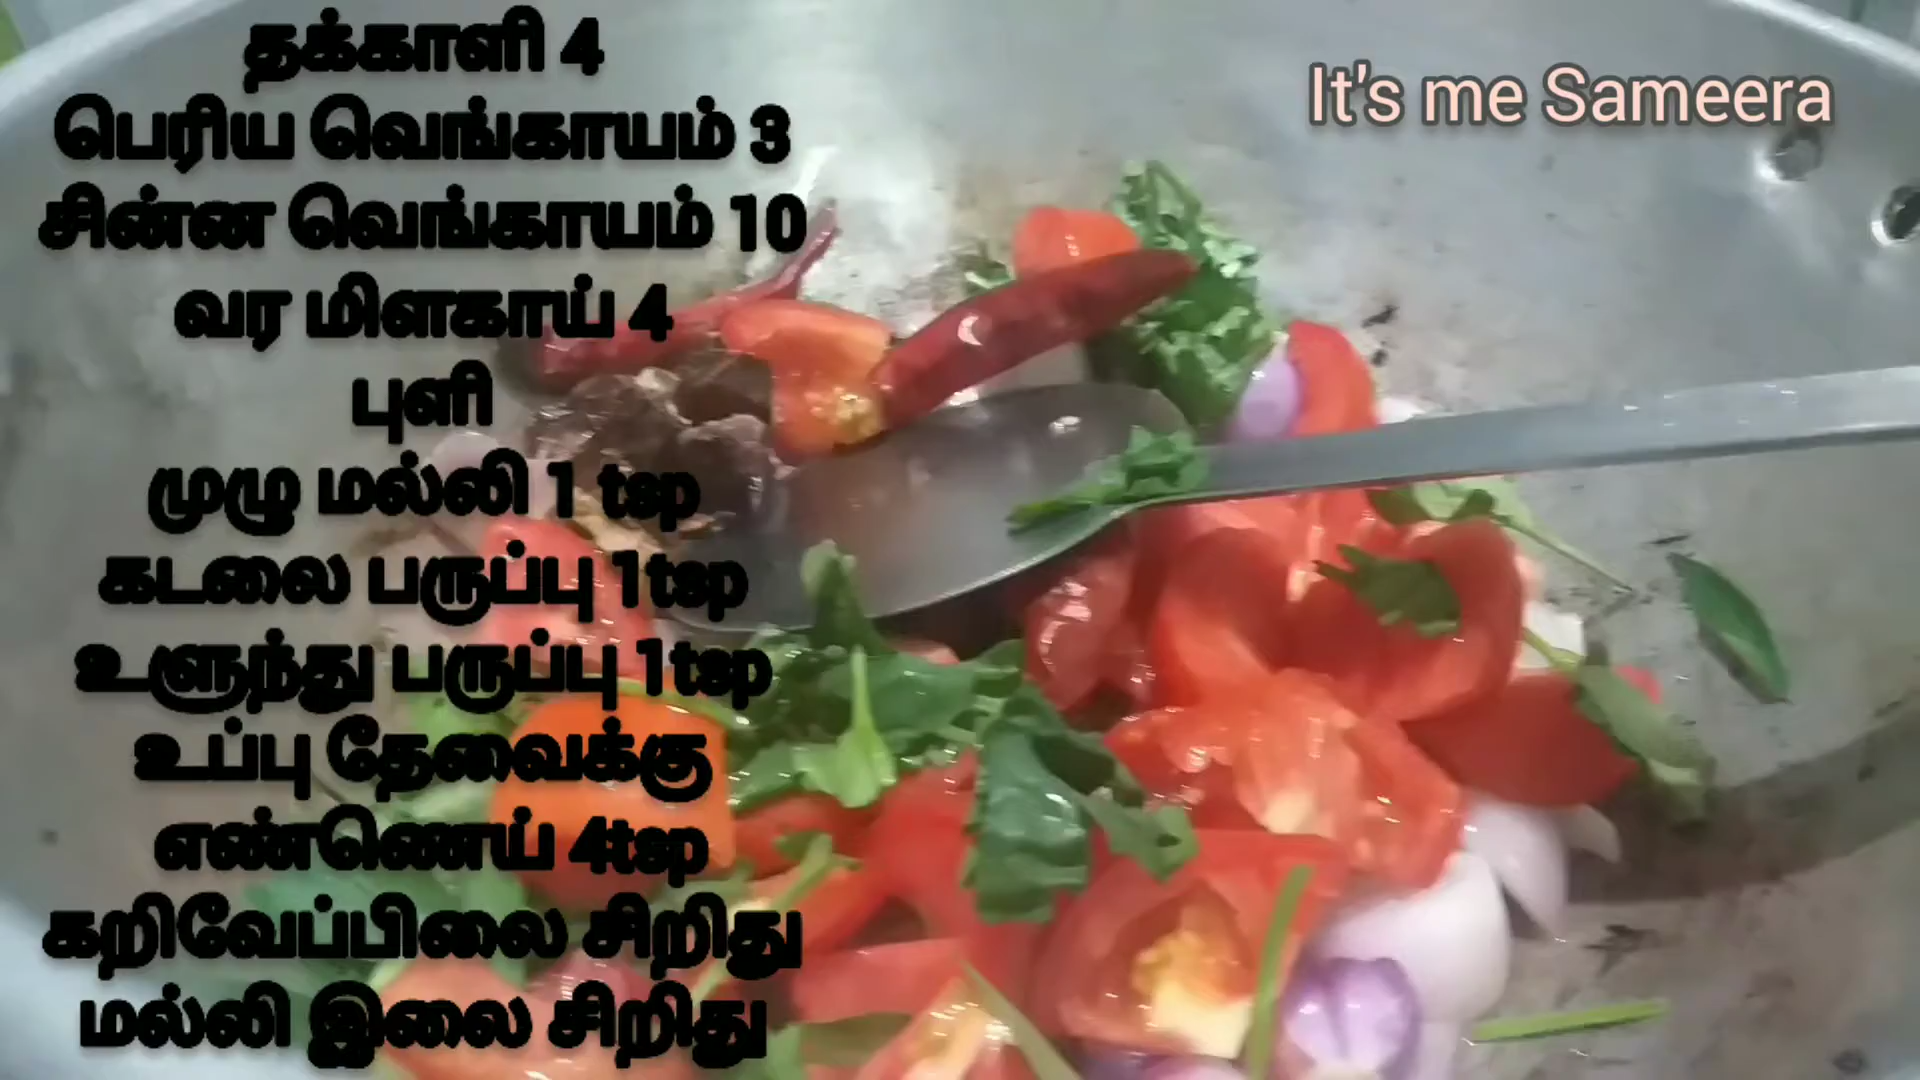 தக்காளி 4
பெரிய வெங்காயம் 3
சின்ன வெங்காயம் 10
வர மிளகாய் 4
புளி
முழு மல்லி 1 tsp
கடலை பருப்பு 1tsp
உளுந்து பருப்பு 1tsp
உப்பு தேவைக்கு
எண்ணெய் 4tsp
கறிவேப்பிலை சிறிது
மல்லி இலை சிறிது
It's me Sameera